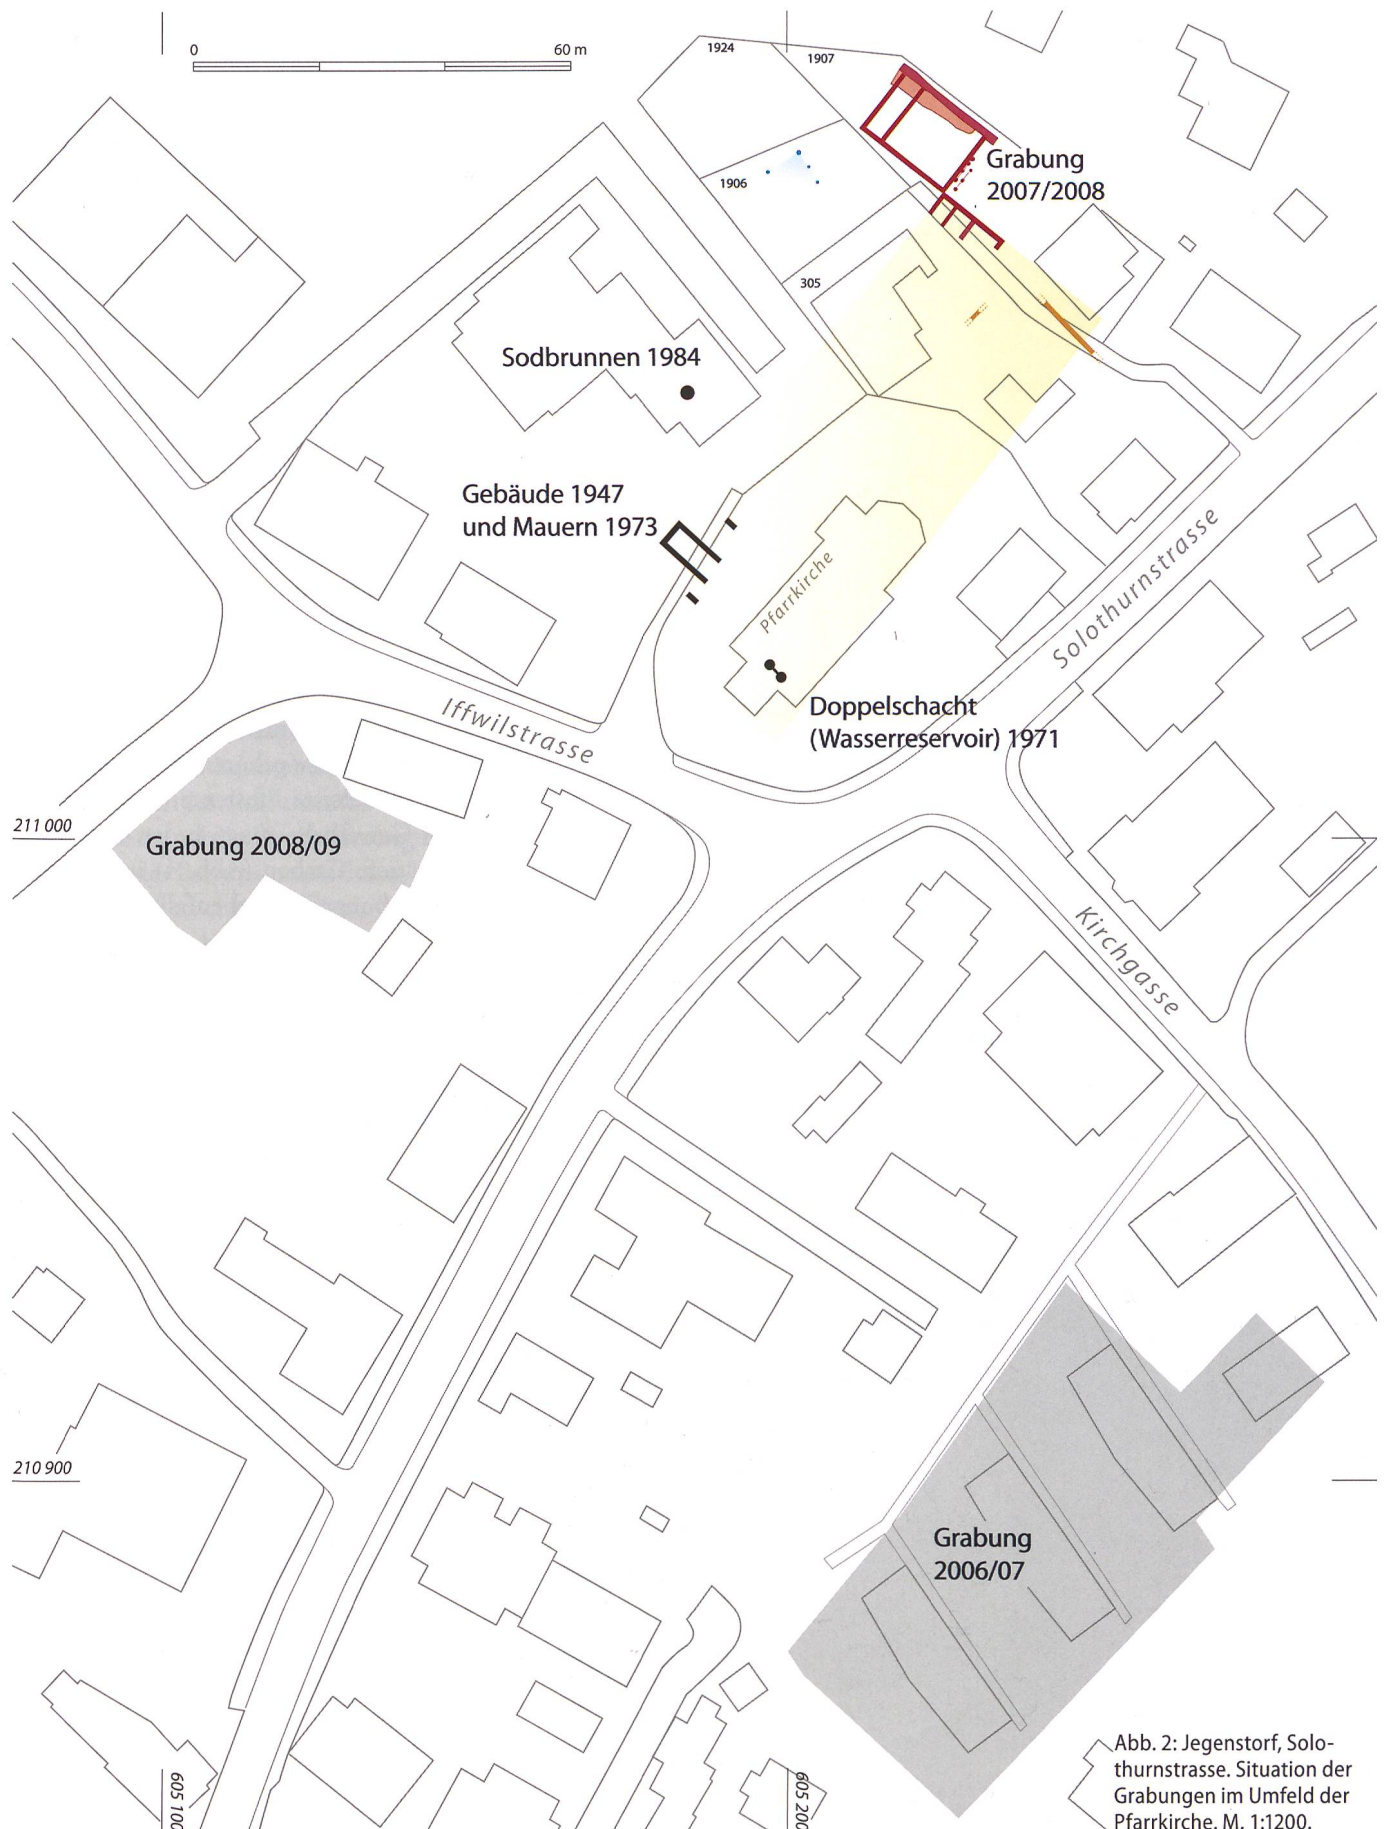 0 60 m
1924
1907
Grabung
2007/2008
1906
305
Sodbrunnen 1984
Gebäude 1947
und Mauern 1973
Pfarrkirche
Solothurnstrasse
Doppelschacht
(Wasserreservoir) 1971
Iffwilstrasse
211 000
Grabung 2008/09
Kirchgasse
210 900
Grabung
2006/07
605 100
605 200
Abb. 2: Jegenstorf, Solo-
thurnstrasse. Situation der
Grabungen im Umfeld der
Pfarrkirche. M. 1:1200.